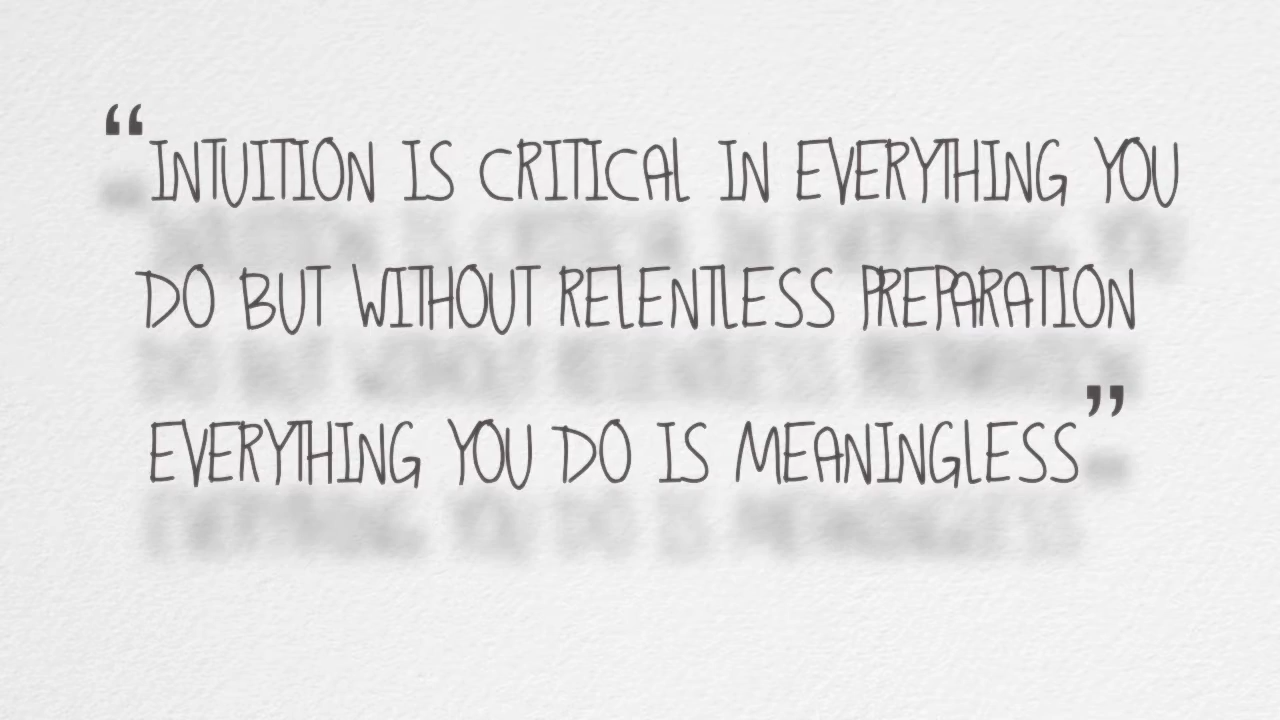 “INTUITION IS CRITICAL IN EVERYTHING YOU
DO BUT WITHOUT RELENTLESS PREPARATION
EVERYTHING YOU DO IS MEANINGLESS”